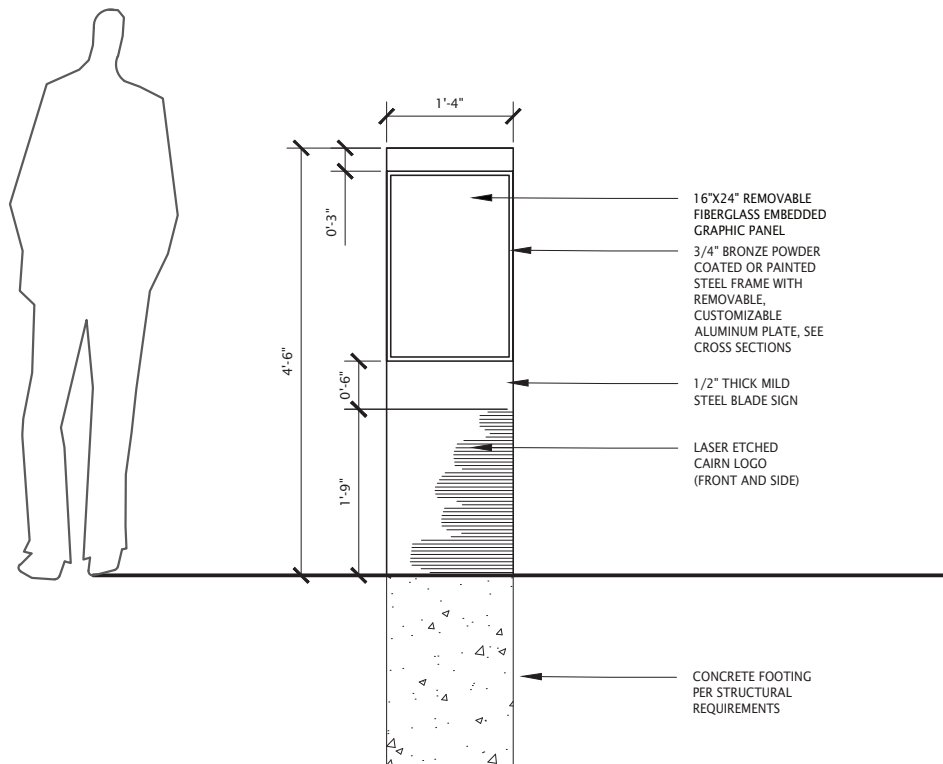 1'-4"
0'-3"
4'-6"
0'-6"
1'-9"
16"X24" REMOVABLE
FIBERGLASS EMBEDDED
GRAPHIC PANEL
3/4" BRONZE POWDER
COATED OR PAINTED
STEEL FRAME WITH
REMOVABLE,
CUSTOMIZABLE
ALUMINUM PLATE, SEE
CROSS SECTIONS
1/2" THICK MILD
STEEL BLADE SIGN
LASER ETCHED
CAIRN LOGO
(FRONT AND SIDE)
CONCRETE FOOTING
PER STRUCTURAL
REQUIREMENTS